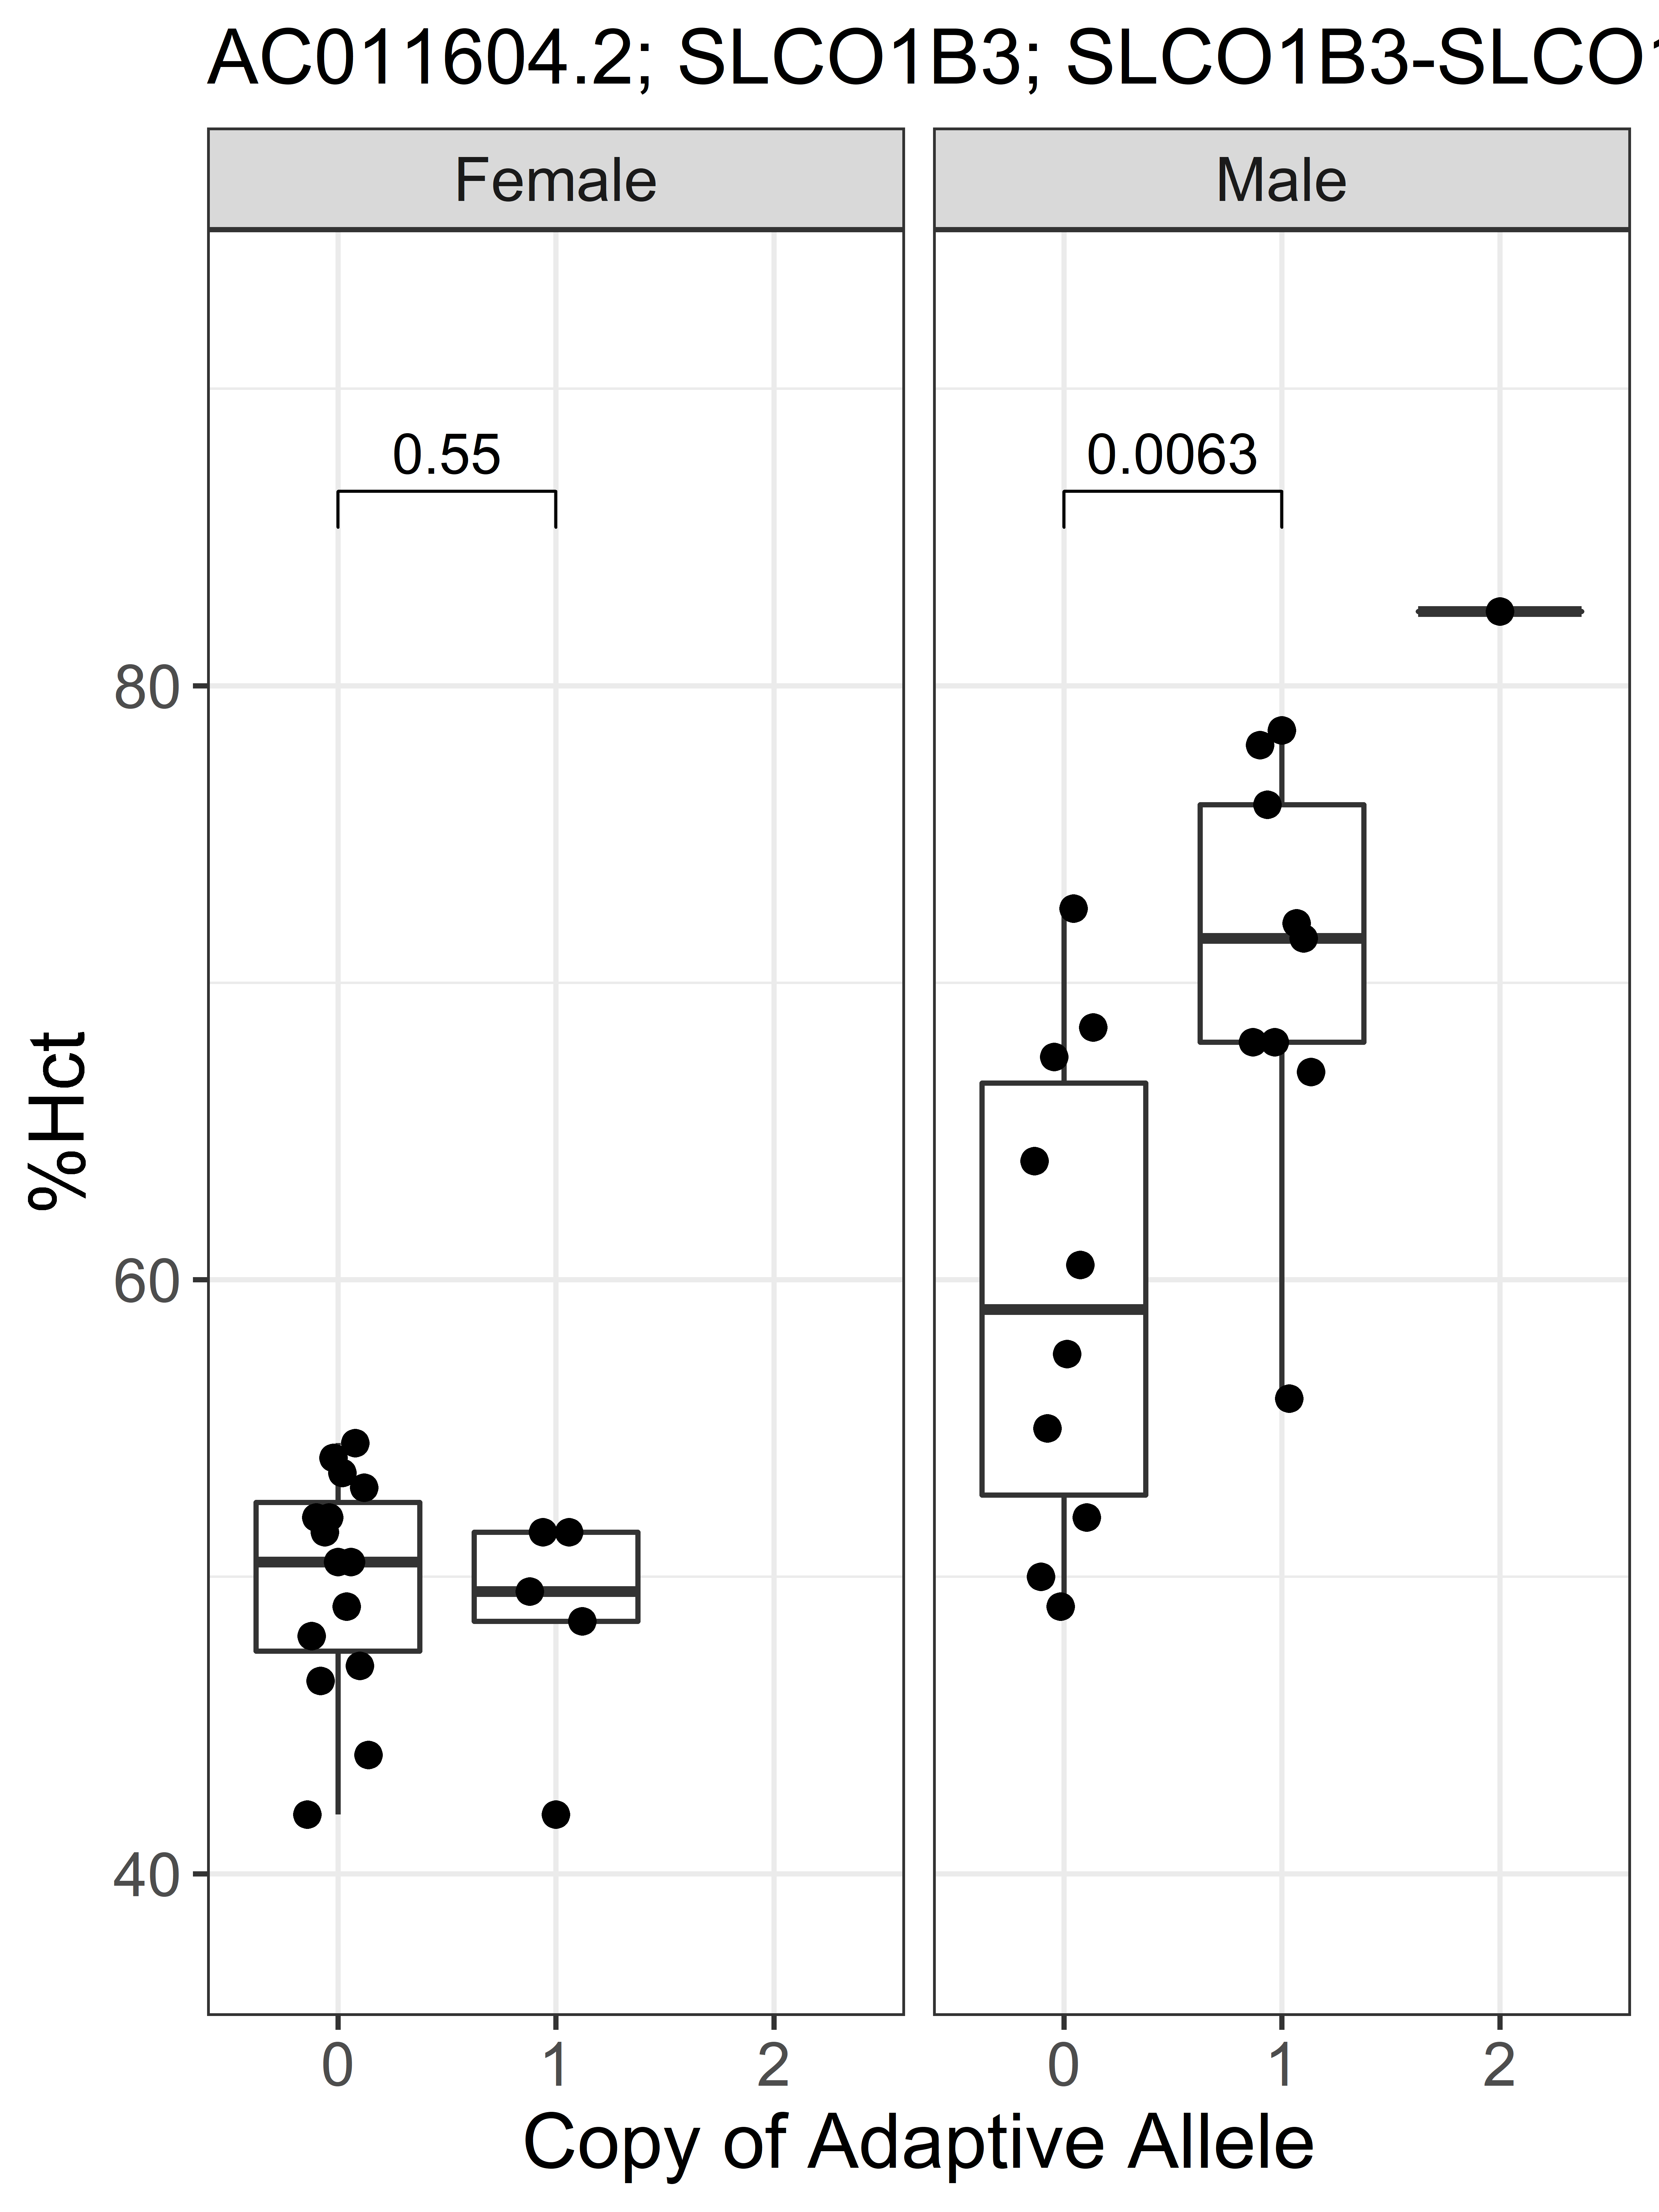 AC011604.2; SLCO1B3; SLCO1B3-SLCO
Female
Male
0.55
0.0063
%Hct
80
60
40
0 1 2
0 1 2
Copy of Adaptive Allele